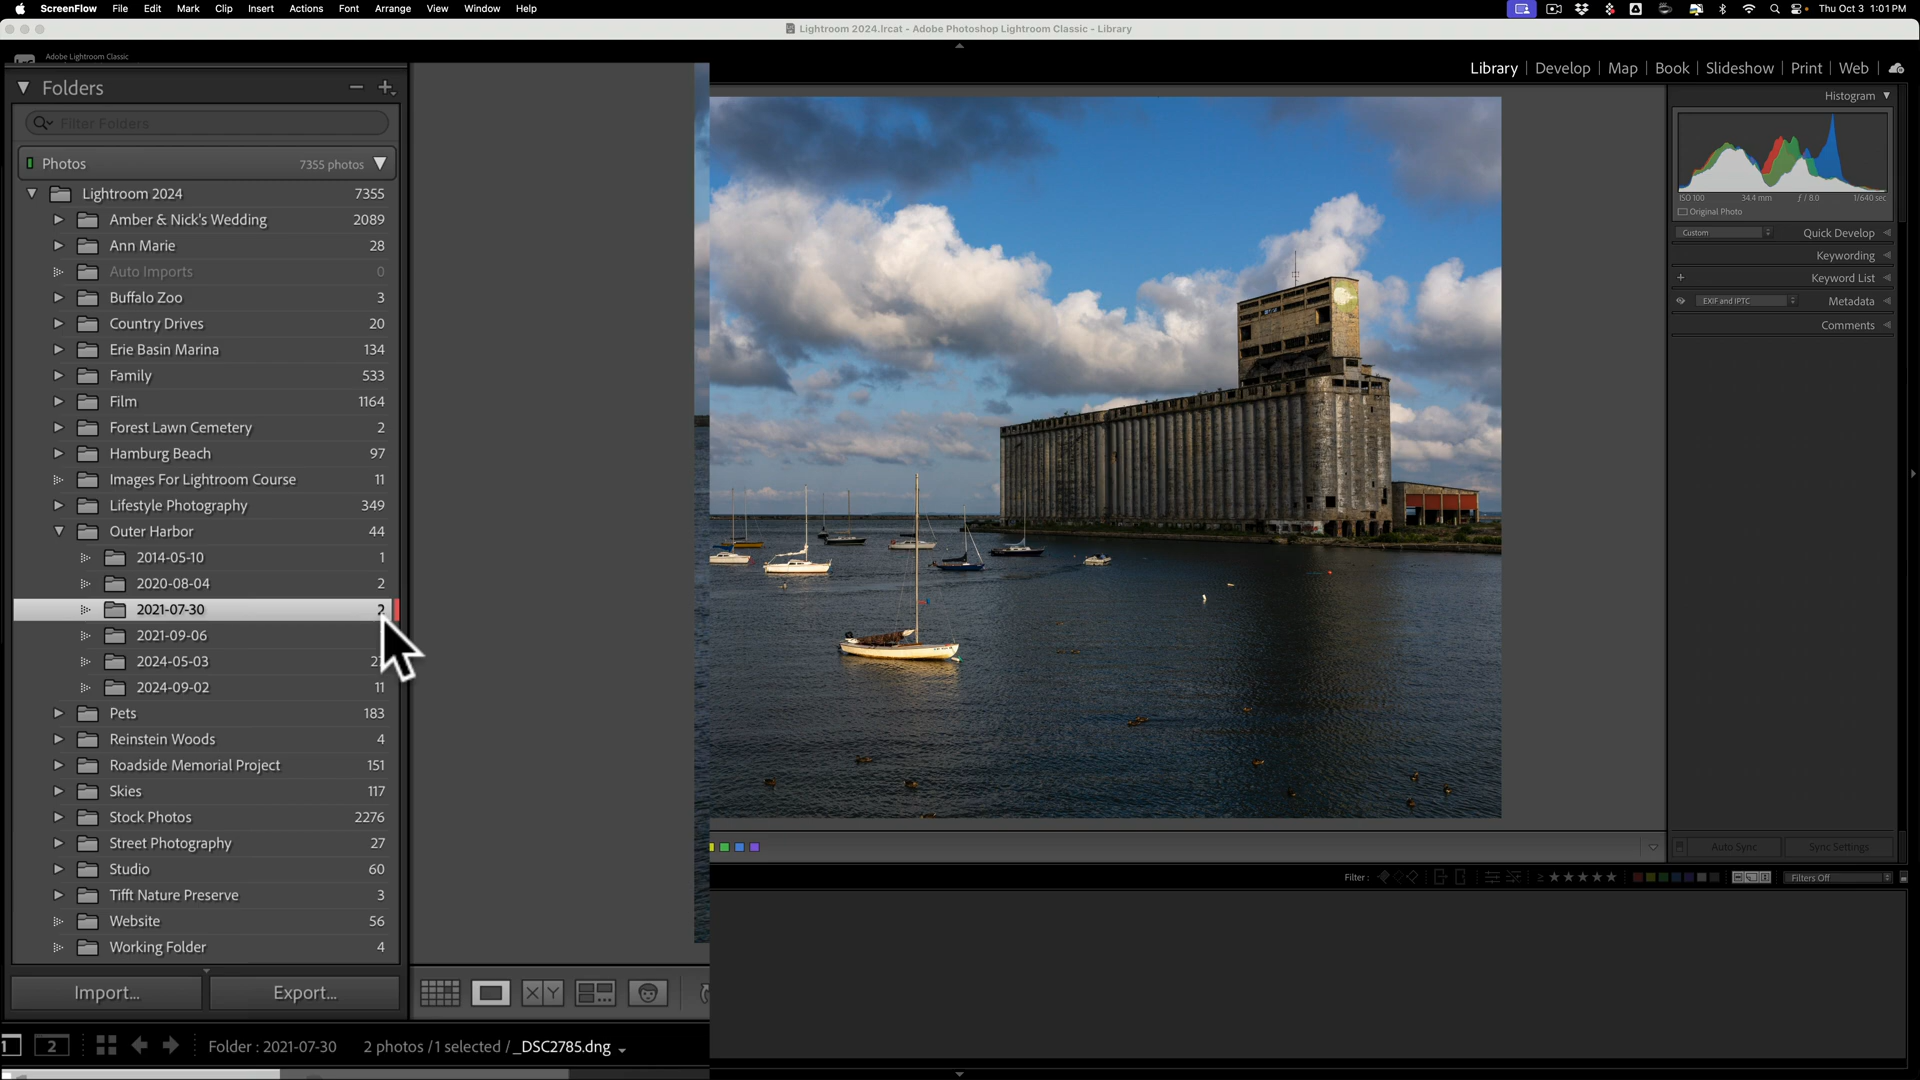 ScreenFlow File Edit Mark Clip Insert Actions Font Arrange View Window Help Thu Oct 3 1:01 PM
Lightroom 2024.lrcat - Adobe Photoshop Lightroom Classic - Library
Adobe Lightroom Classic
Library | Develop | Map | Book | Slideshow | Print | Web
Folders
Filter Folders
Photos 7355 photos
Lightroom 2024 7355
Amber & Nick's Wedding 2089
Ann Marie 28
Auto Imports 0
Buffalo Zoo 3
Country Drives 20
Erie Basin Marina 134
Family 533
Film 1164
Forest Lawn Cemetery 2
Hamburg Beach 97
Images For Lightroom Course 11
Lifestyle Photography 349
Outer Harbor 44
2014-05-10 1
2020-08-04 2
2021-07-30 2
2021-09-06
2024-05-03
2024-09-02 11
Pets 183
Reinstein Woods 4
Roadside Memorial Project 151
Skies 117
Stock Photos 2276
Street Photography 27
Studio 60
Tifft Nature Preserve 3
Website 56
Working Folder 4
Import... Export...
2 Folder : 2021-07-30 2 photos / 1 selected / _DSC2785.dng
X Y
Histogram
ISO 100 34.4 mm ƒ / 8.0 1/640 sec
Original Photo
Custom Quick Develop
Keywording
+ Keyword List
EXIF and IPTC Metadata
Comments
Auto Sync Sync Settings
Filter : ≥ ★★★★★ Filters Off